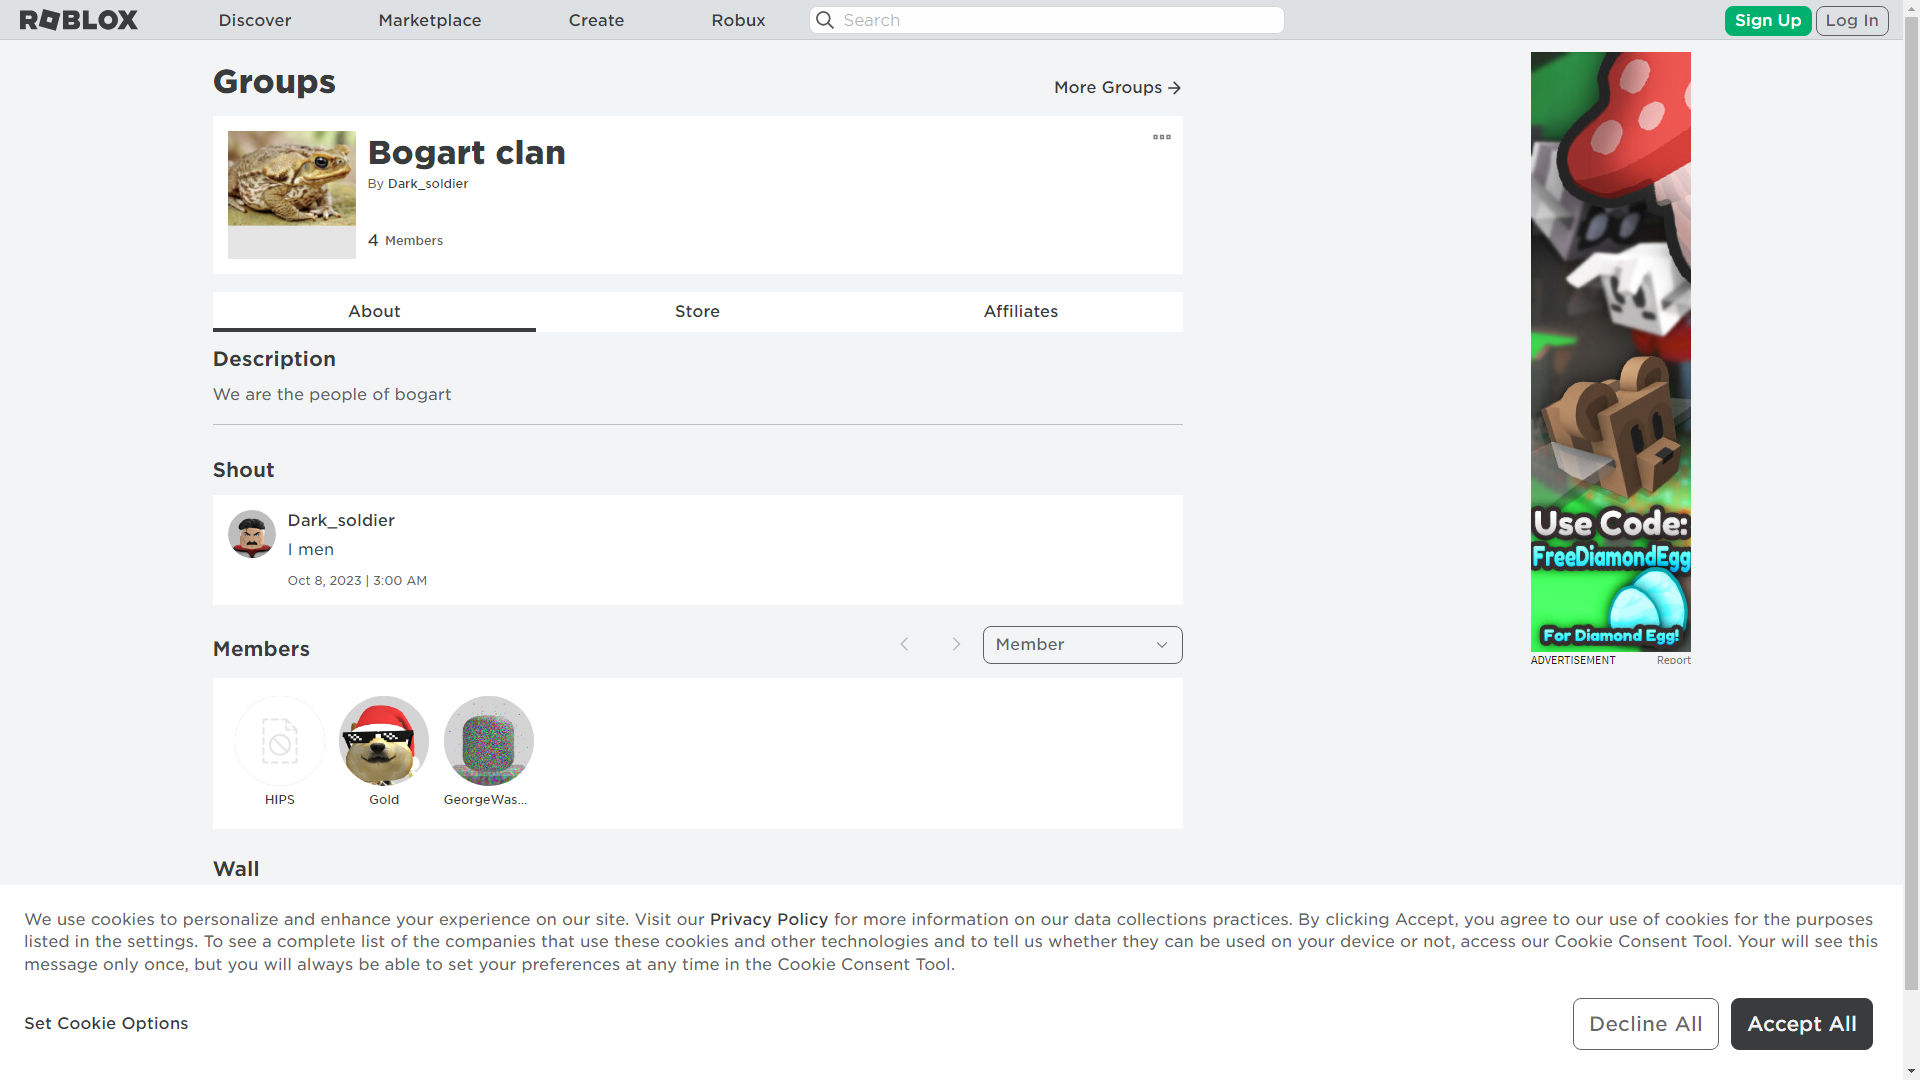 ROBLOX
Discover
Marketplace
Create
Robux
Search
Sign Up
Log In
Groups
More Groups
Bogart clan
By Dark_soldier
4 Members
About
Store
Affiliates
Description
We are the people of bogart
Shout
Dark_soldier
I men
Oct 8, 2023 | 3:00 AM
Members
Member
HIPS
Gold
GeorgeWas...
Wall
Use Code:
FreeDiamondEgg
For Diamond Egg!
ADVERTISEMENT
Report
We use cookies to personalize and enhance your experience on our site. Visit our Privacy Policy for more information on our data collections practices. By clicking Accept, you agree to our use of cookies for the purposes
listed in the settings. To see a complete list of the companies that use these cookies and other technologies and to tell us whether they can be used on your device or not, access our Cookie Consent Tool. Your will see this
message only once, but you will always be able to set your preferences at any time in the Cookie Consent Tool.
Set Cookie Options
Decline All
Accept All